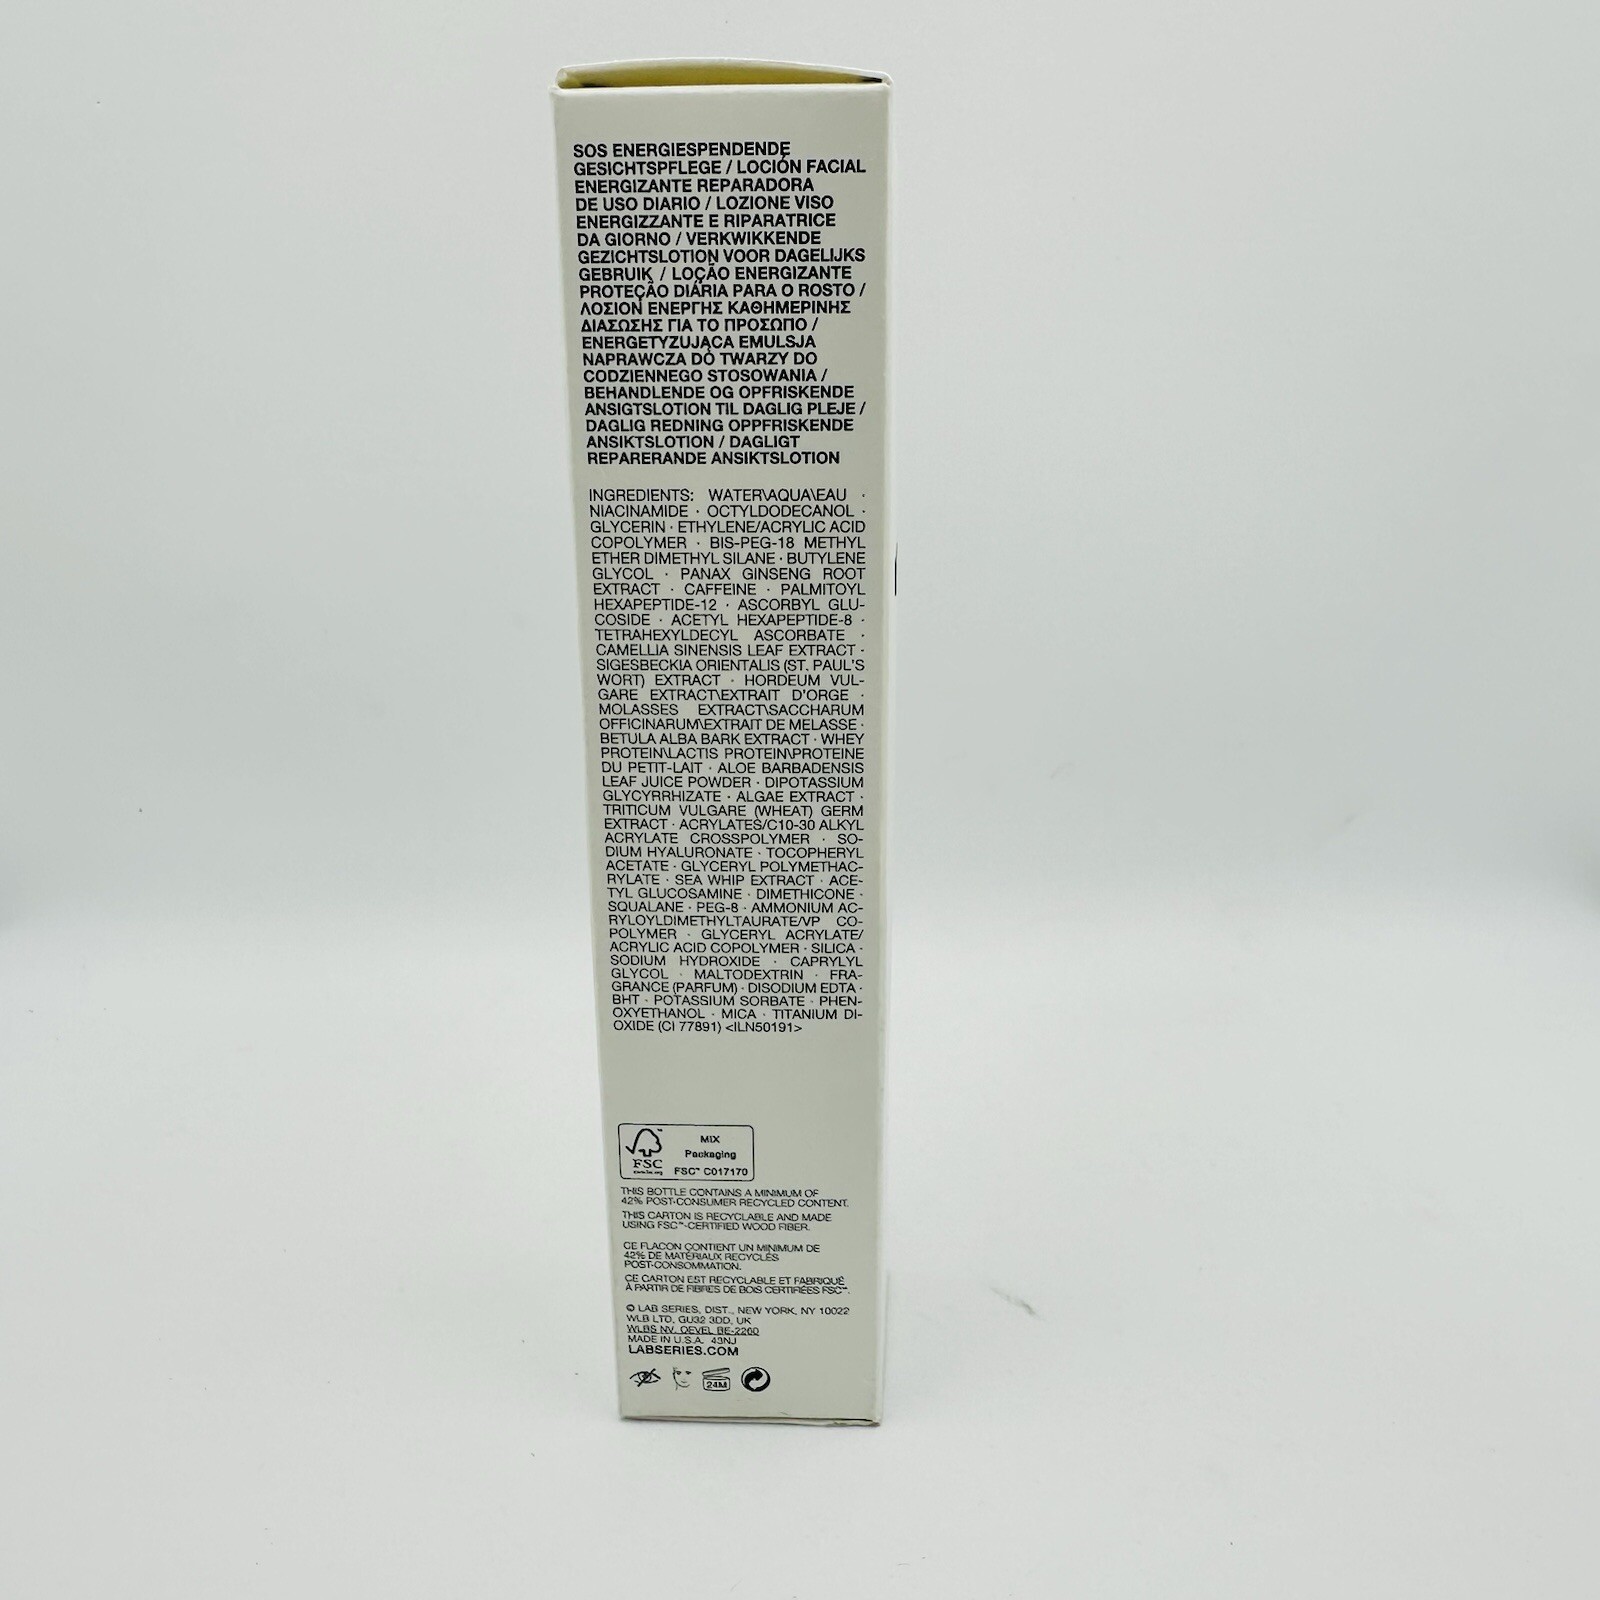 SOS ENERGIESPENDENDE
GESICHTSPFLEGE / LOCIÓN FACIAL
ENERGIZANTE REPARADORA
DE USO DIARIO / LOZIONE VISO
ENERGIZZANTE E RIPARATRICE
DA GIORNO / VERKWIKKENDE
GEZICHTSLOTION VOOR DAGELIJKS
GEBRUIK / LOÇÃO ENERGIZANTE
PROTEÇÃO DIÁRIA PARA O ROSTO /
ΛΟΣΙΟΝ ΕΝΕΡΓΗΣ ΚΑΘΗΜΕΡΙΝΗΣ
ΔΙΑΣΩΣΗΣ ΓΙΑ ΤΟ ΠΡΟΣΩΠΟ /
ENERGETYZUJĄCA EMULSJA
NAPRAWCZA DO TWARZY DO
CODZIENNEGO STOSOWANIA /
BEHANDLENDE OG OPFRISKENDE
ANSIGTSLOTION TIL DAGLIG PLEJE /
DAGLIG REDNING OPPFRISKENDE
ANSIKTSLOTION / DAGLIGT
REPARERANDE ANSIKTSLOTION
INGREDIENTS: WATER\AQUA\EAU ·
NIACINAMIDE · OCTYLDODECANOL ·
GLYCERIN · ETHYLENE/ACRYLIC ACID
COPOLYMER · BIS-PEG-18 METHYL
ETHER DIMETHYL SILANE · BUTYLENE
GLYCOL · PANAX GINSENG ROOT
EXTRACT · CAFFEINE · PALMITOYL
HEXAPEPTIDE-12 · ASCORBYL GLU-
COSIDE · ACETYL HEXAPEPTIDE-8 ·
TETRAHEXYLDECYL ASCORBATE ·
CAMELLIA SINENSIS LEAF EXTRACT ·
SIGESBECKIA ORIENTALIS (ST. PAUL'S
WORT) EXTRACT · HORDEUM VUL-
GARE EXTRACT\EXTRAIT D'ORGE ·
MOLASSES EXTRACT\SACCHARUM
OFFICINARUM\EXTRAIT DE MELASSE ·
BETULA ALBA BARK EXTRACT · WHEY
PROTEIN\LACTIS PROTEIN\PROTEINE
DU PETIT-LAIT · ALOE BARBADENSIS
LEAF JUICE POWDER · DIPOTASSIUM
GLYCYRRHIZATE · ALGAE EXTRACT ·
TRITICUM VULGARE (WHEAT) GERM
EXTRACT · ACRYLATES/C10-30 ALKYL
ACRYLATE CROSSPOLYMER · SO-
DIUM HYALURONATE · TOCOPHERYL
ACETATE · GLYCERYL POLYMETHAC-
RYLATE · SEA WHIP EXTRACT · ACE-
TYL GLUCOSAMINE · DIMETHICONE ·
SQUALANE · PEG-8 · AMMONIUM AC-
RYLOYLDIMETHYLTAURATE/VP CO-
POLYMER · GLYCERYL ACRYLATE/
ACRYLIC ACID COPOLYMER · SILICA ·
SODIUM HYDROXIDE · CAPRYLYL
GLYCOL · MALTODEXTRIN · FRA-
GRANCE (PARFUM) · DISODIUM EDTA ·
BHT · POTASSIUM SORBATE · PHEN-
OXYETHANOL · MICA · TITANIUM DI-
OXIDE (CI 77891) <ILN50191>
FSC
MIX
Packaging
FSC™ C017170
THIS BOTTLE CONTAINS A MINIMUM OF
42% POST-CONSUMER RECYCLED CONTENT.
THIS CARTON IS RECYCLABLE AND MADE
USING FSC™-CERTIFIED WOOD FIBER.
CE FLACON CONTIENT UN MINIMUM DE
42% DE MATÉRIAUX RECYCLÉS
POST-CONSOMMATION.
CE CARTON EST RECYCLABLE ET FABRIQUÉ
À PARTIR DE FIBRES DE BOIS CERTIFIÉES FSC™.
© LAB SERIES, DIST., NEW YORK, NY 10022
WLB LTD, GU32 3DD, UK
WLBS NV, OEVEL BE-2260
MADE IN U.S.A. 43NJ
LABSERIES.COM
24M